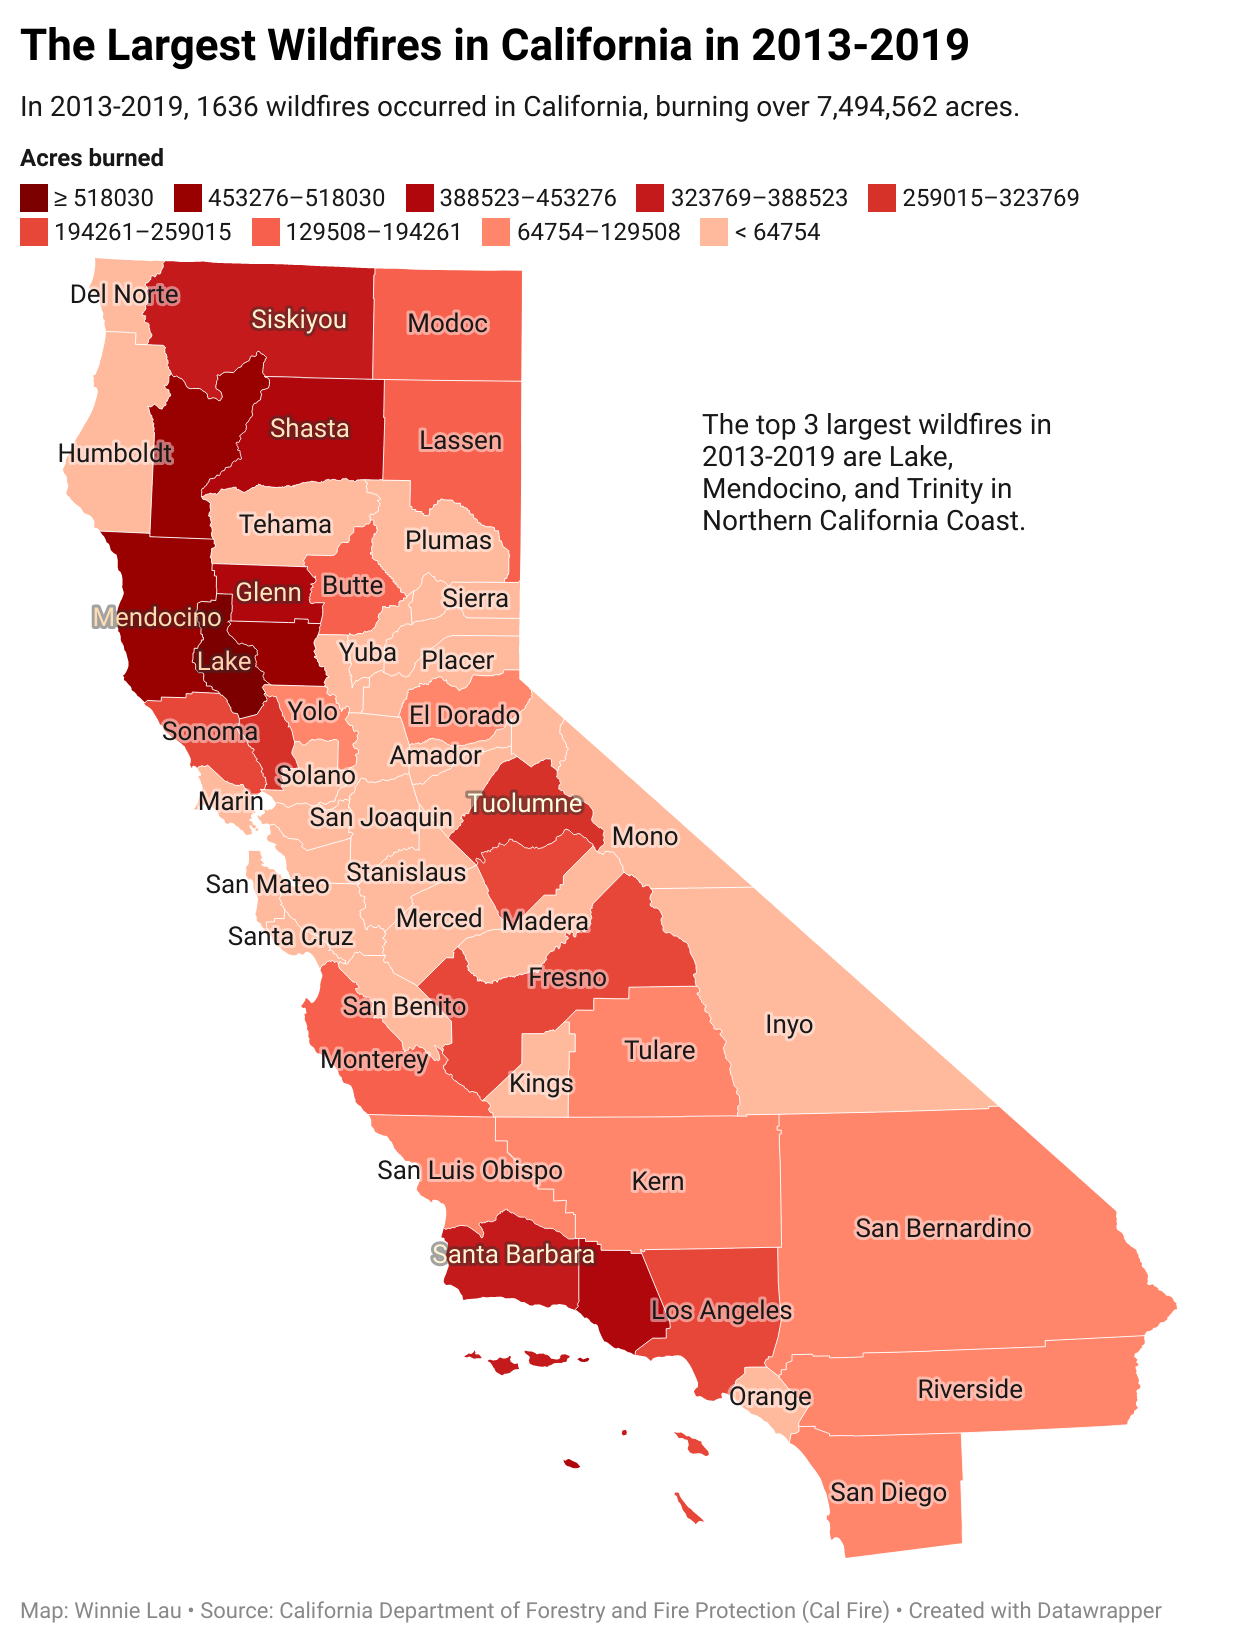 The Largest Wildfires in California in 2013-2019
In 2013-2019, 1636 wildfires occurred in California, burning over 7,494,562 acres.
Acres burned
≥ 518030 453276–518030 388523–453276 323769–388523 259015–323769
194261–259015 129508–194261 64754–129508 < 64754
Del Norte
Siskiyou
Modoc
The top 3 largest wildfires in
2013-2019 are Lake,
Mendocino, and Trinity in
Northern California Coast.
Shasta
Lassen
Humboldt
Tehama
Plumas
Butte
Glenn
Sierra
Mendocino
Yuba
Placer
Lake
Yolo
El Dorado
Sonoma
Amador
Solano
Marin
Tuolumne
San Joaquin
Mono
Stanislaus
San Mateo
Merced
Madera
Santa Cruz
Fresno
San Benito
Inyo
Tulare
Monterey
Kings
San Luis Obispo
Kern
San Bernardino
Santa Barbara
Los Angeles
Riverside
Orange
San Diego
Map: Winnie Lau • Source: California Department of Forestry and Fire Protection (Cal Fire) • Created with Datawrapper